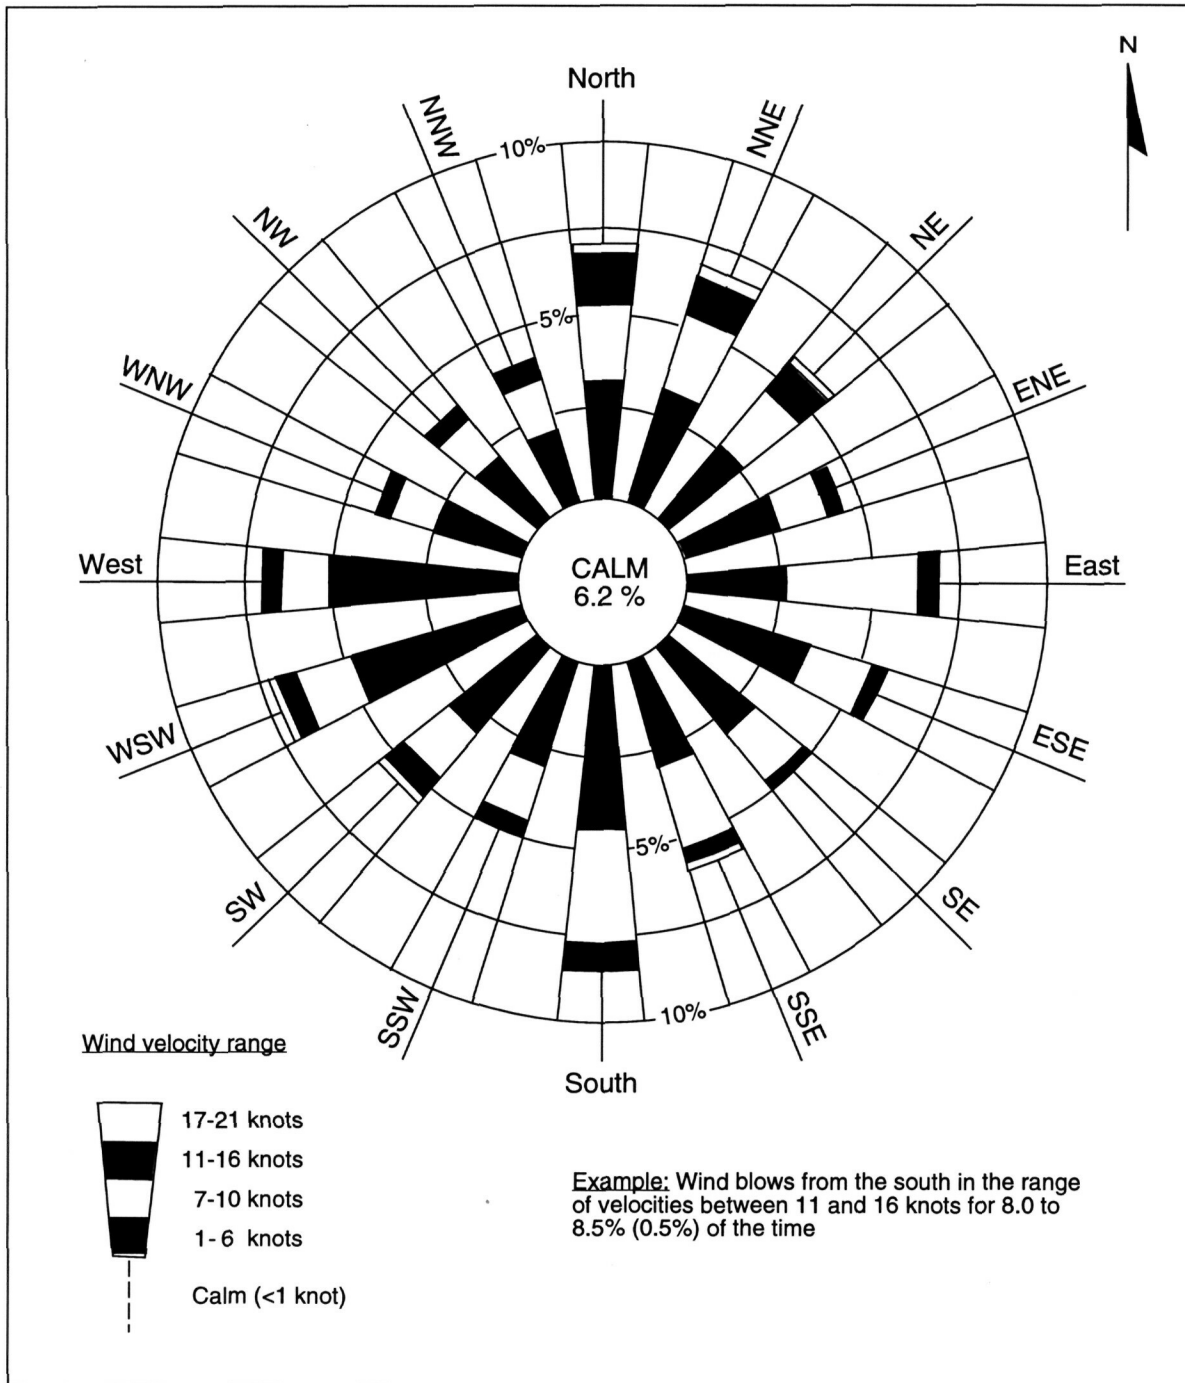 N
North
NNW
NNE
10%
NW
NE
5%
WNW
ENE
West
CALM
6.2 %
East
WSW
ESE
5%
SW
SE
10%
SSW
SSE
South
Wind velocity range
17-21 knots
11-16 knots
7-10 knots
1- 6 knots
Calm (<1 knot)
Example: Wind blows from the south in the range
of velocities between 11 and 16 knots for 8.0 to
8.5% (0.5%) of the time